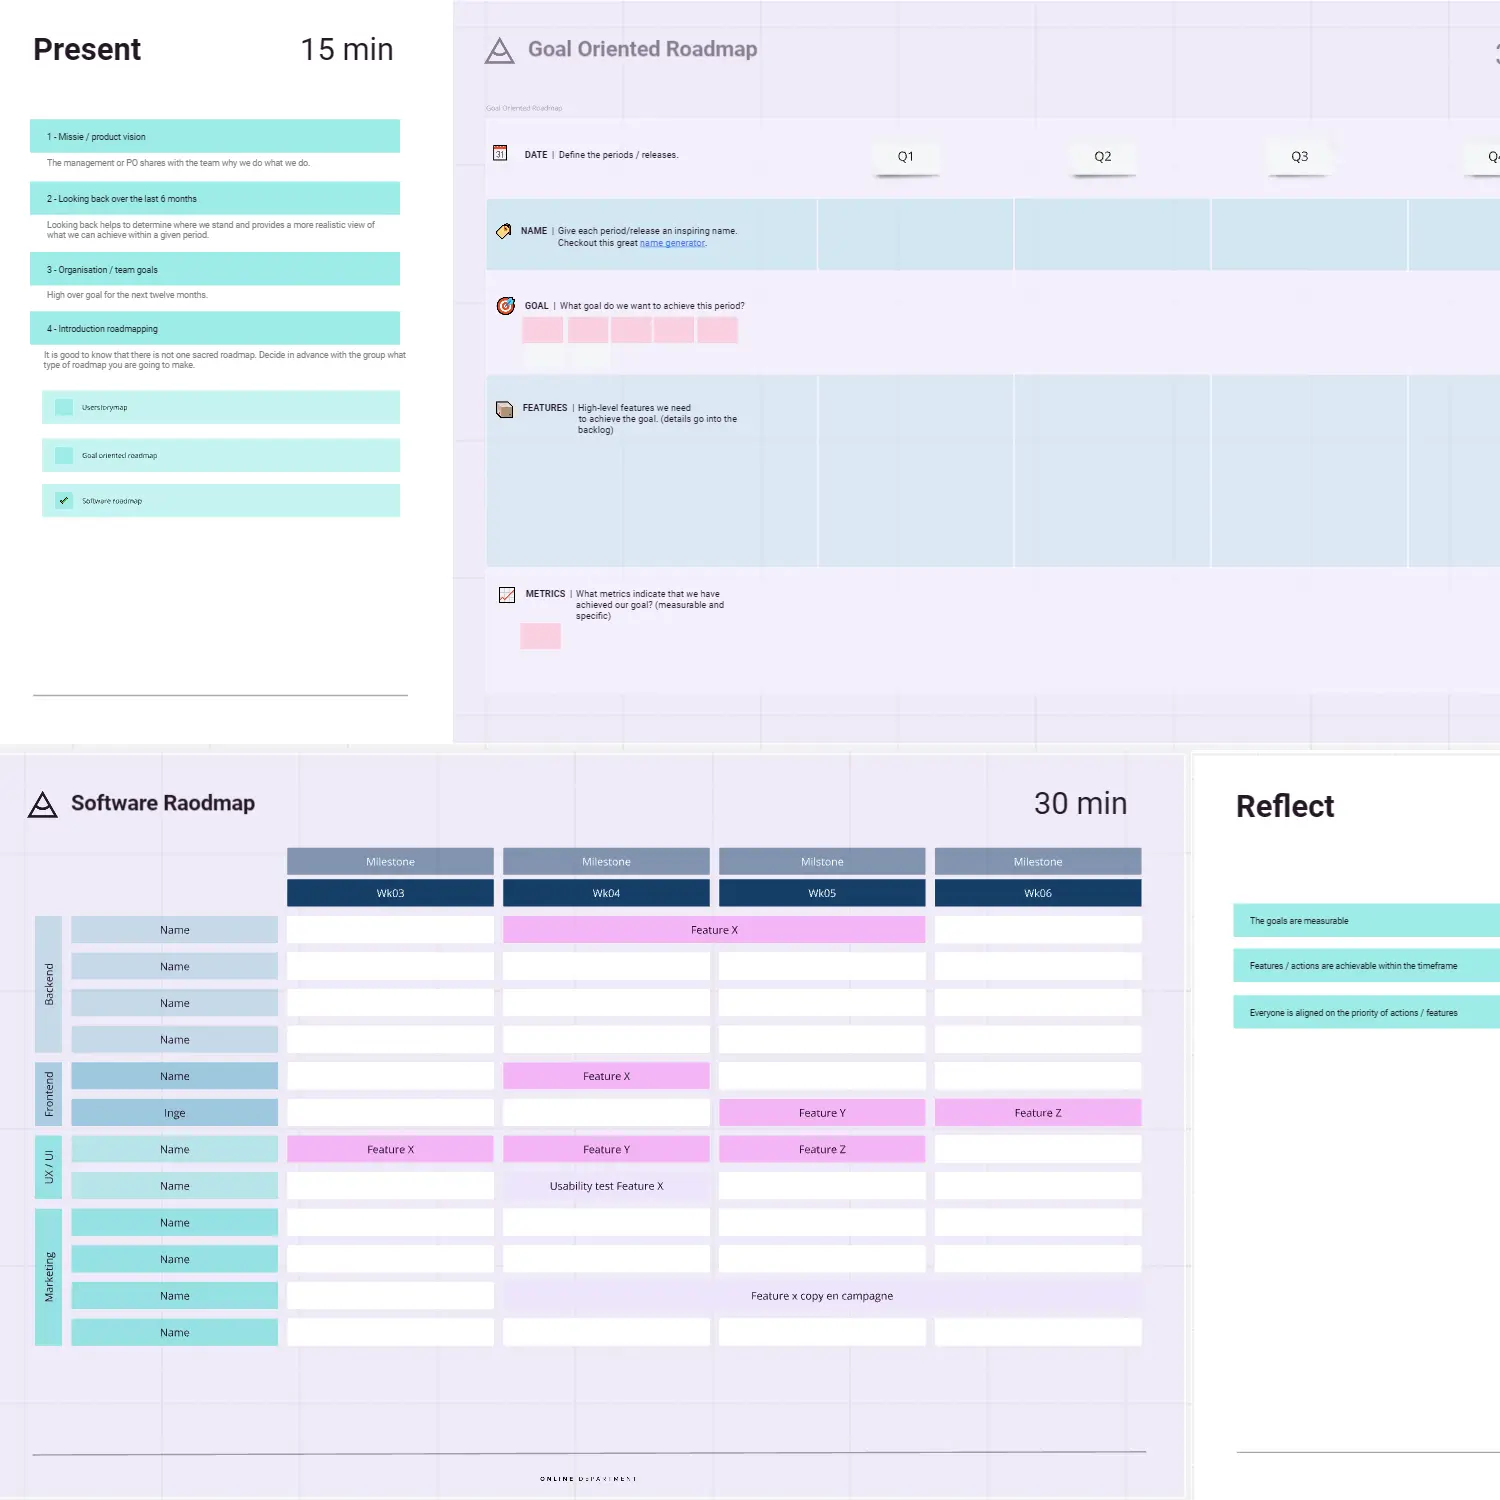 Present
15 min
1 - Missie / product vision
The management or PO shares with the team why we do what we do.
2 - Looking back over the last 6 months
Looking back helps to determine where we stand and provides a more realistic view of
what we can achieve within a given period.
3 - Organisation / team goals
High over goal for the next twelve months.
4 - Introduction roadmapping
It is good to know that there is not one sacred roadmap. Decide in advance with the group what
type of roadmap you are going to make.
Userstorymap
Goal oriented roadmap
Software roadmap
Goal Oriented Roadmap
Goal Oriented Roadmap
31
DATE | Define the periods / releases.
Q1
Q2
Q3
NAME | Give each period/release an inspiring name.
Checkout this great name generator.
GOAL | What goal do we want to achieve this period?
FEATURES | High-level features we need
to achieve the goal. (details go into the
backlog)
METRICS | What metrics indicate that we have
achieved our goal? (measurable and
specific)
Software Raodmap
30 min
Milestone
Milestone
Milstone
Milestone
Wk03
Wk04
Wk05
Wk06
Backend
Name
Feature X
Name
Name
Name
Frontend
Name
Feature X
Inge
Feature Y
Feature Z
UX / UI
Name
Feature X
Feature Y
Feature Z
Name
Usability test Feature X
Marketing
Name
Name
Name
Feature x copy en campagne
Name
ONLINE DEPARTMENT
Reflect
The goals are measurable
Features / actions are achievable within the timeframe
Everyone is aligned on the priority of actions / features